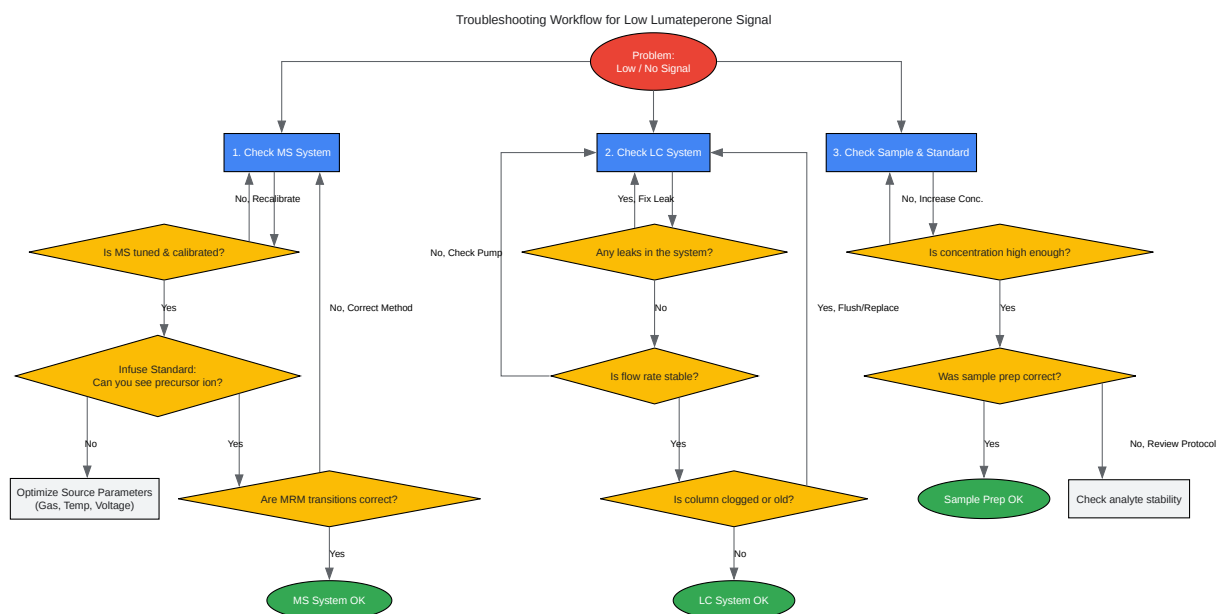 Troubleshooting Workflow for Low Lumateperone Signal
Problem:
Low / No Signal
1. Check MS System
2. Check LC System
3. Check Sample & Standard
No, Recalibrate
Yes, Fix Leak
No, Increase Conc.
Is MS tuned & calibrated?
Any leaks in the system?
Is concentration high enough?
No, Check Pump
Yes
No, Correct Method
No
Yes, Flush/Replace
Yes
Infuse Standard:
Can you see precursor ion?
Is flow rate stable?
Was sample prep correct?
No
Yes
Yes
Yes
No, Review Protocol
Optimize Source Parameters
(Gas, Temp, Voltage)
Are MRM transitions correct?
Is column clogged or old?
Sample Prep OK
Check analyte stability
Yes
No
MS System OK
LC System OK